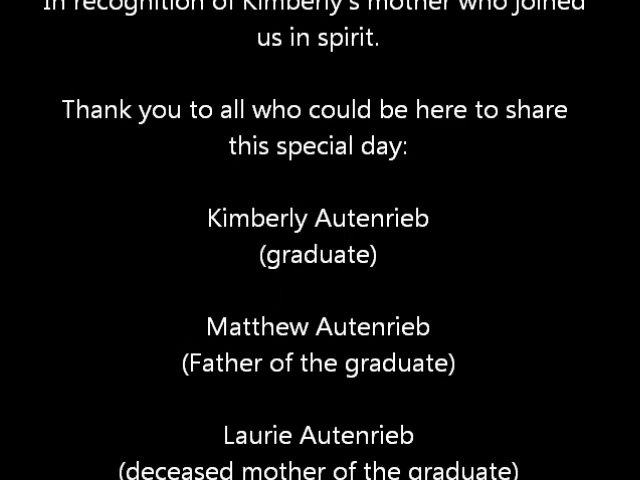 In recognition of Kimberly's mother who joined
us in spirit.
Thank you to all who could be here to share
this special day:
Kimberly Autenrieb
(graduate)
Matthew Autenrieb
(Father of the graduate)
Laurie Autenrieb
(deceased mother of the graduate)